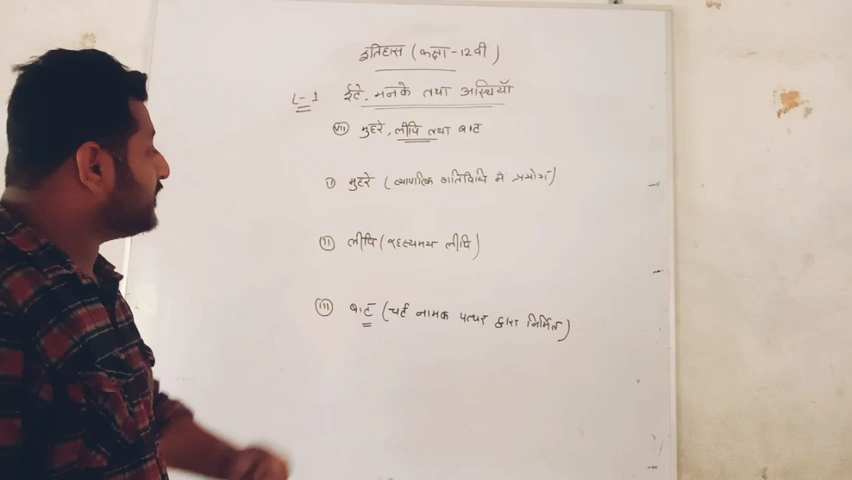 इतिहास (कक्षा-12वी)
L-1 ईंटे, मनके तथा अस्थियाँ
(VII) मुहरे, लीपि तथा बाट
(I) मुहरे (व्यापारिक गतिविधि मे प्रयोग)
(II) लीपि (रहस्यमय लीपि)
(III) बाट (चर्ट नामक पत्थर द्वारा निर्मित)